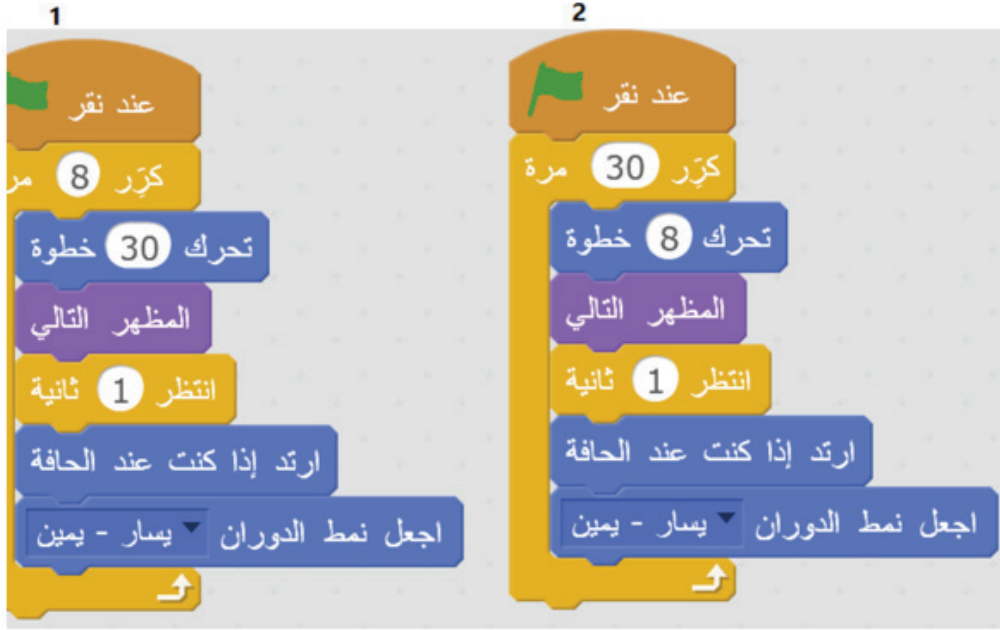 1
عند نقر
كرِّر 8 مر
تحرك 30 خطوة
المظهر التالي
انتظر 1 ثانية
ارتد إذا كنت عند الحافة
اجعل نمط الدوران يسار - يمين
2
عند نقر
كرِّر 30 مرة
تحرك 8 خطوة
المظهر التالي
انتظر 1 ثانية
ارتد إذا كنت عند الحافة
اجعل نمط الدوران يسار - يمين